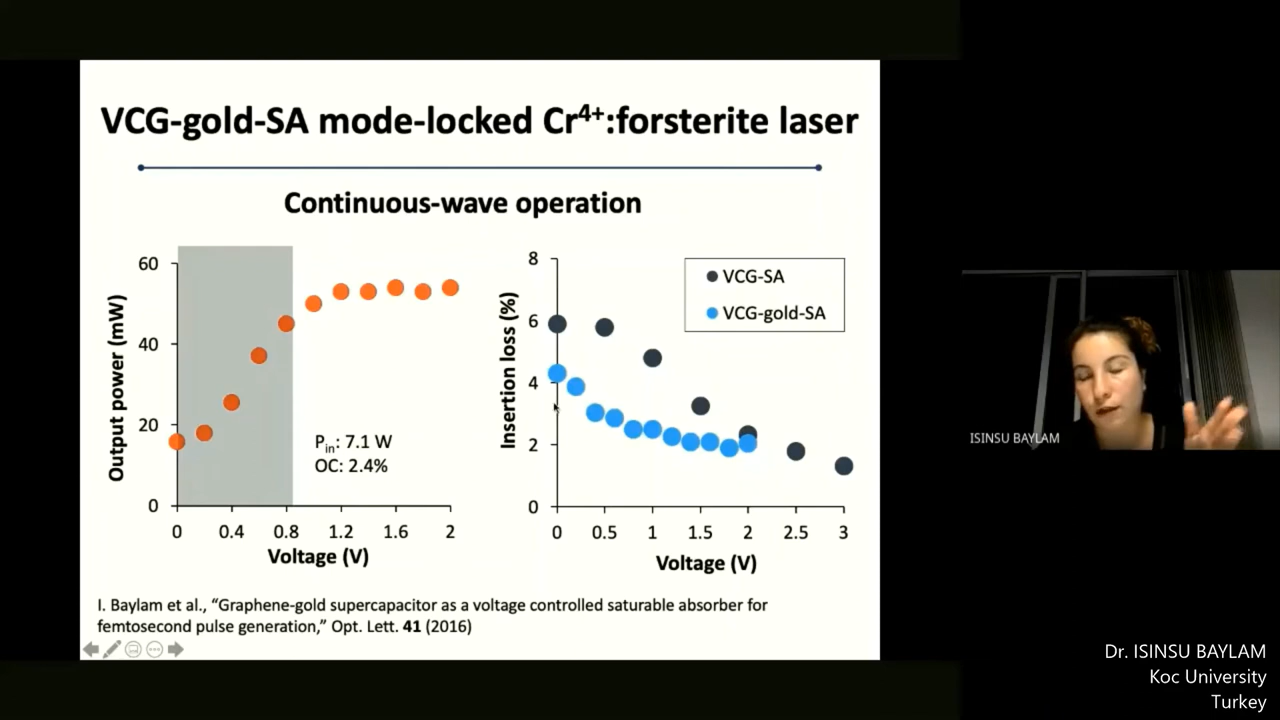 VCG-gold-SA mode-locked Cr⁴⁺:forsterite laser
Continuous-wave operation
Output power (mW)
60
40
20
0
Pin: 7.1 W
OC: 2.4%
0 0.4 0.8 1.2 1.6 2
Voltage (V)
Insertion loss (%)
8
6
4
2
0
VCG-SA
VCG-gold-SA
0 0.5 1 1.5 2 2.5 3
Voltage (V)
I. Baylam et al., “Graphene-gold supercapacitor as a voltage controlled saturable absorber for
femtosecond pulse generation,” Opt. Lett. 41 (2016)
ISINSU BAYLAM
Dr. ISINSU BAYLAM
Koc University
Turkey